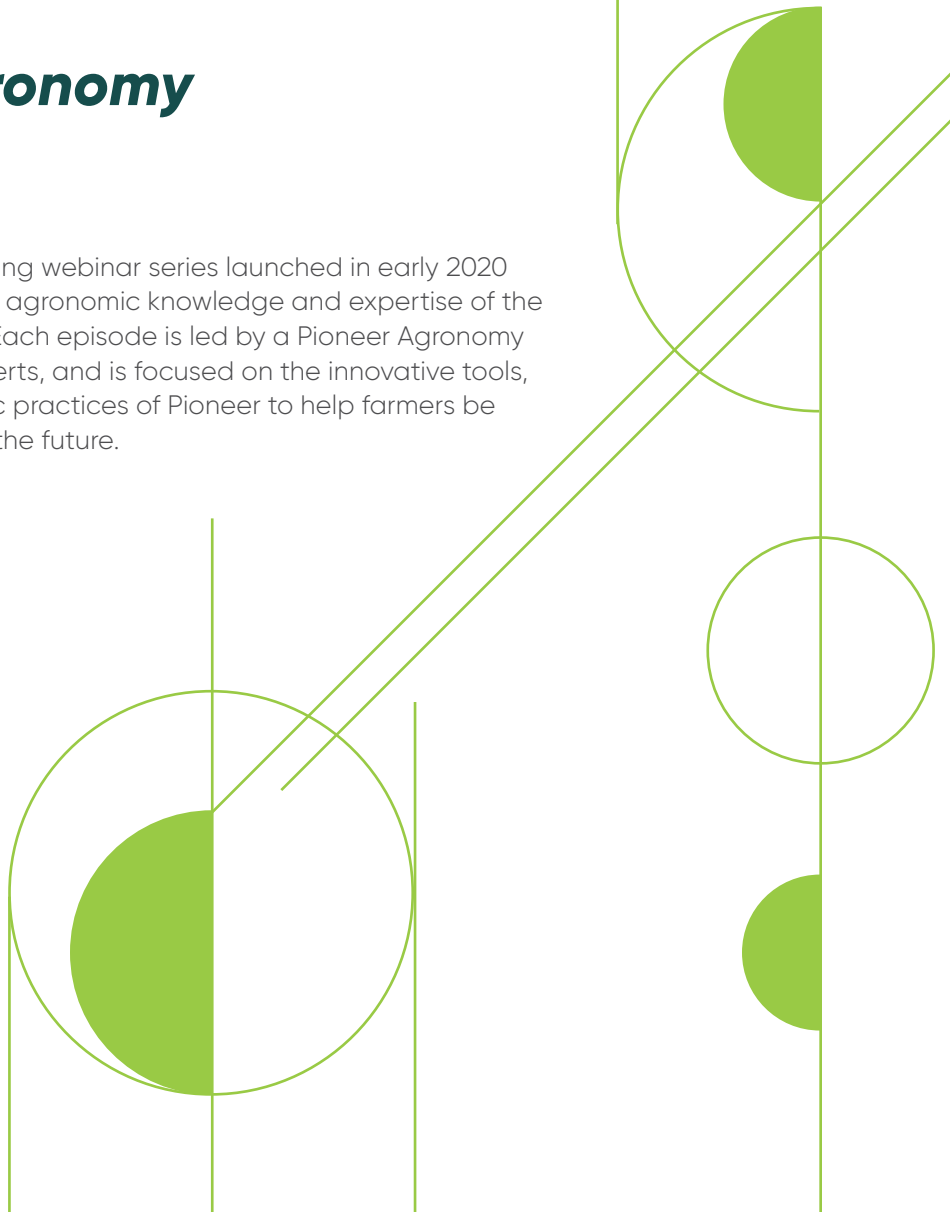 ronomy
ng webinar series launched in early 2020
agronomic knowledge and expertise of the
Each episode is led by a Pioneer Agronomy
erts, and is focused on the innovative tools,
c practices of Pioneer to help farmers be
the future.